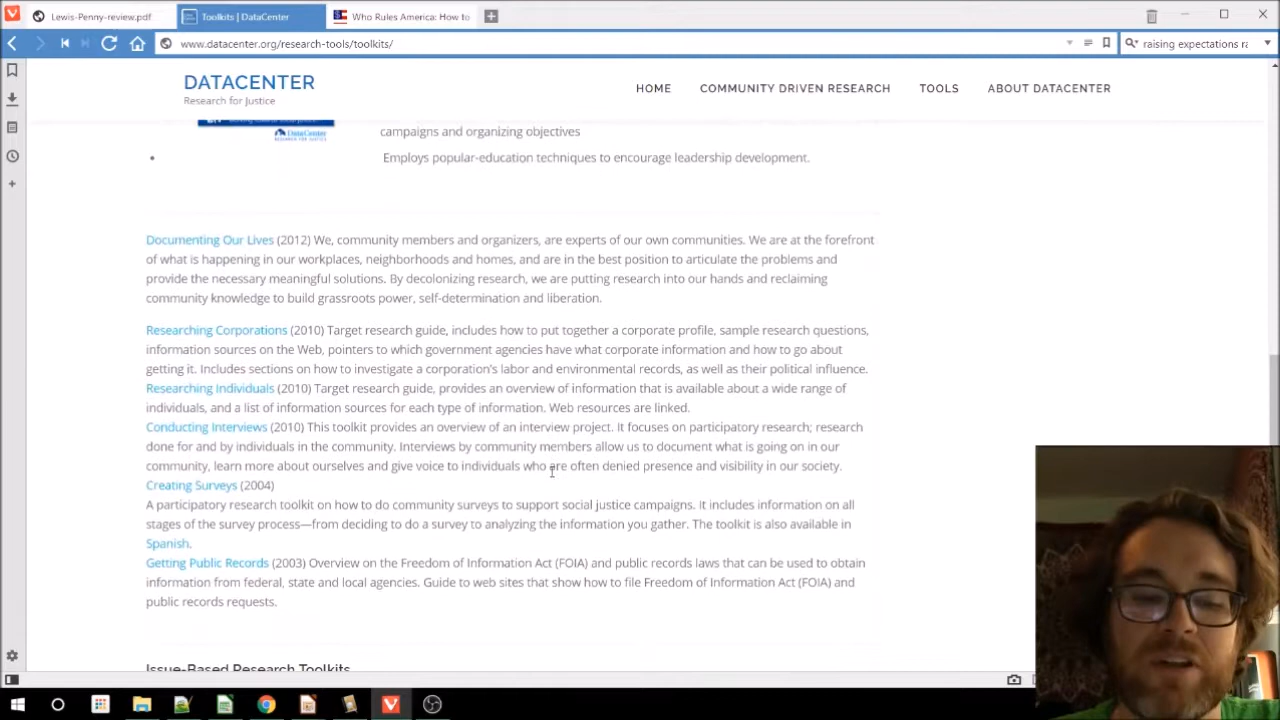 Lewis-Penny-review.pdf
Toolkits | DataCenter
Who Rules America: How to
www.datacenter.org/research-tools/toolkits/
raising expectations ra
DATACENTER
Research for Justice
HOME
COMMUNITY DRIVEN RESEARCH
TOOLS
ABOUT DATACENTER
DataCenter
campaigns and organizing objectives
• Employs popular-education techniques to encourage leadership development.
Documenting Our Lives (2012) We, community members and organizers, are experts of our own communities. We are at the forefront
of what is happening in our workplaces, neighborhoods and homes, and are in the best position to articulate the problems and
provide the necessary meaningful solutions. By decolonizing research, we are putting research into our hands and reclaiming
community knowledge to build grassroots power, self-determination and liberation.
Researching Corporations (2010) Target research guide, includes how to put together a corporate profile, sample research questions,
information sources on the Web, pointers to which government agencies have what corporate information and how to go about
getting it. Includes sections on how to investigate a corporation's labor and environmental records, as well as their political influence.
Researching Individuals (2010) Target research guide, provides an overview of information that is available about a wide range of
individuals, and a list of information sources for each type of information. Web resources are linked.
Conducting Interviews (2010) This toolkit provides an overview of an interview project. It focuses on participatory research; research
done for and by individuals in the community. Interviews by community members allow us to document what is going on in our
community, learn more about ourselves and give voice to individuals who are often denied presence and visibility in our society.
Creating Surveys (2004)
A participatory research toolkit on how to do community surveys to support social justice campaigns. It includes information on all
stages of the survey process—from deciding to do a survey to analyzing the information you gather. The toolkit is also available in
Spanish.
Getting Public Records (2003) Overview on the Freedom of Information Act (FOIA) and public records laws that can be used to obtain
information from federal, state and local agencies. Guide to web sites that show how to file Freedom of Information Act (FOIA) and
public records requests.
Issue-Based Research Toolkits